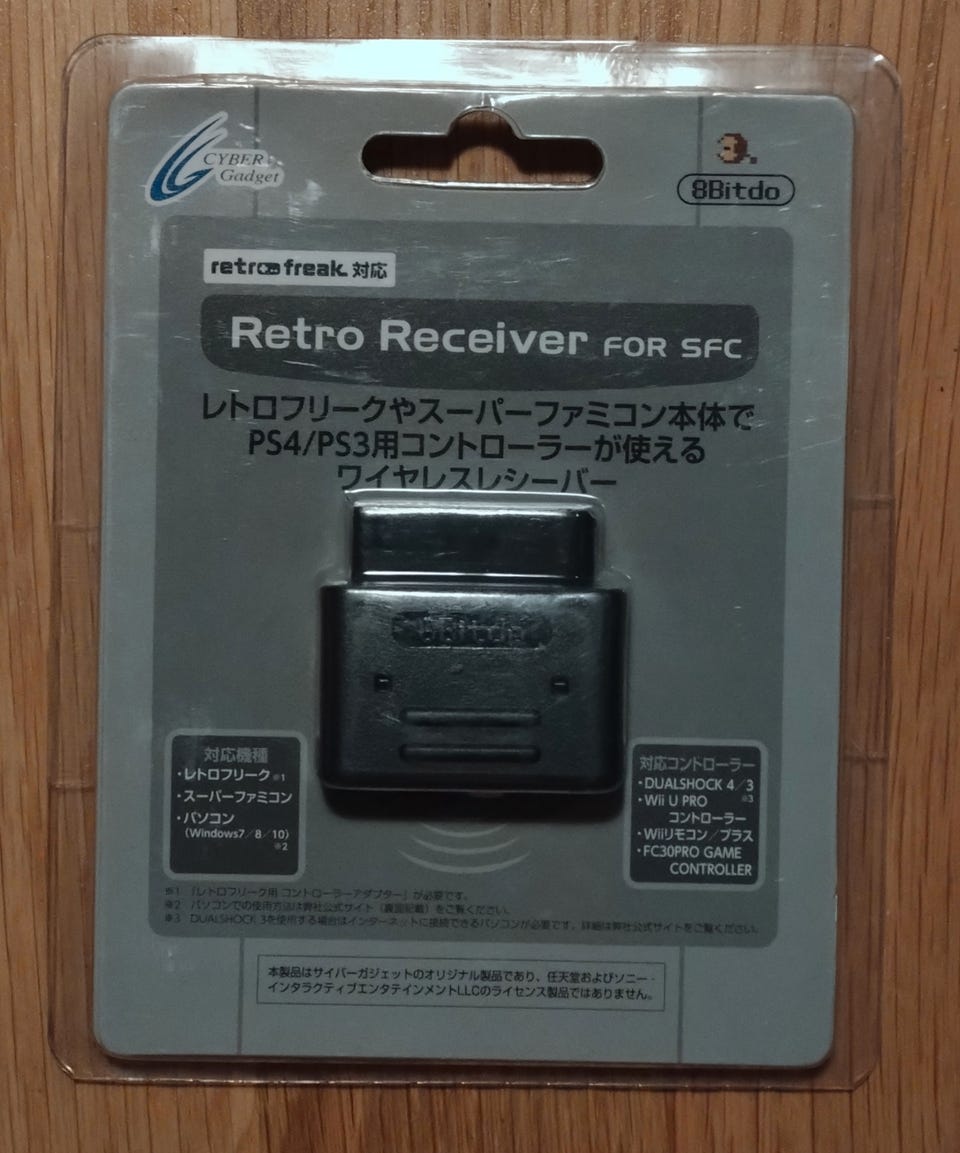 CYBER
Gadget
8Bitdo
retro freak 対応
Retro Receiver FOR SFC
レトロフリークやスーパーファミコン本体で
PS4/PS3用コントローラーが使える
ワイヤレスレシーバー
8Bitdo
対応機種
・レトロフリーク※1
・スーパーファミコン
・パソコン
(Windows7/8/10)
※2
対応コントローラー
・DUALSHOCK 4/3
※3
・Wii U PRO
コントローラー
・Wiiリモコン/プラス
・FC30PRO GAME
CONTROLLER
※1 「レトロフリーク用 コントローラーアダプター」が必要です。
※2 パソコンでの使用方法は弊社公式サイト（裏面記載）をご覧ください。
※3 DUALSHOCK 3を使用する場合はインターネットに接続できるパソコンが必要です。詳細は弊社公式サイトをご覧ください。
本製品はサイバーガジェットのオリジナル製品であり、任天堂およびソニー・
インタラクティブエンタテインメントLLCのライセンス製品ではありません。